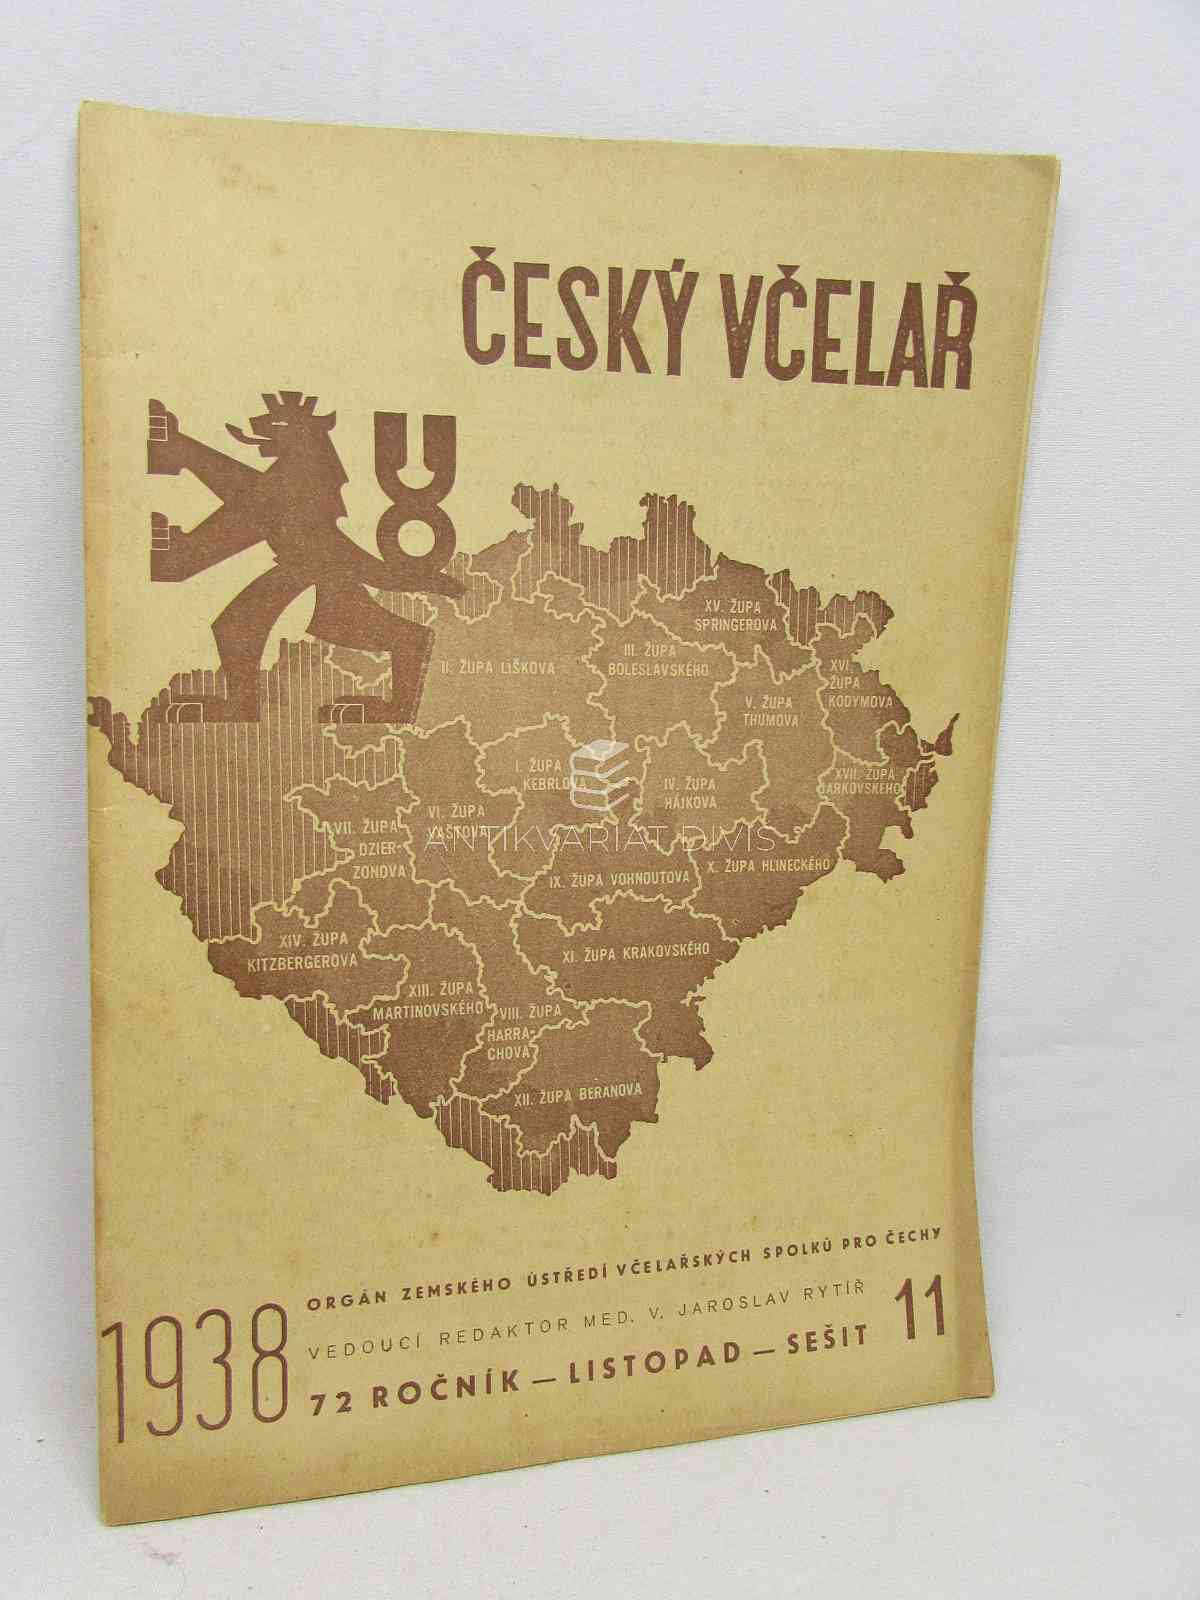 ČESKÝ VČELAŘ
XV. ŽUPA
SPRINGEROVA
II. ŽUPA LIŠKOVA
III. ŽUPA
BOLESLAVSKÉHO
XVI.
ŽUPA
KODYMOVA
V. ŽUPA
THUMOVA
I. ŽUPA
KEBRLOVA
IV. ŽUPA
HÁJKOVA
XVII. ŽUPA
JARKOVSKÉHO
VI. ŽUPA
VAŠTOVA
VII. ŽUPA
DZIER-
ZONOVA
ANTIKVARIAT DIVIŠ
IX. ŽUPA VOHNOUTOVA
X. ŽUPA HLINECKÉHO
XIV. ŽUPA
KITZBERGEROVA
XI. ŽUPA KRAKOVSKÉHO
XIII. ŽUPA
MARTINOVSKÉHO
VIII. ŽUPA
HARRA-
CHOVA
XII. ŽUPA BERANOVA
1938
ORGÁN ZEMSKÉHO ÚSTŘEDÍ VČELAŘSKÝCH SPOLKŮ PRO ČECHY
VEDOUCÍ REDAKTOR MED. V. JAROSLAV RYTÍŘ
72 ROČNÍK — LISTOPAD — SEŠIT 11